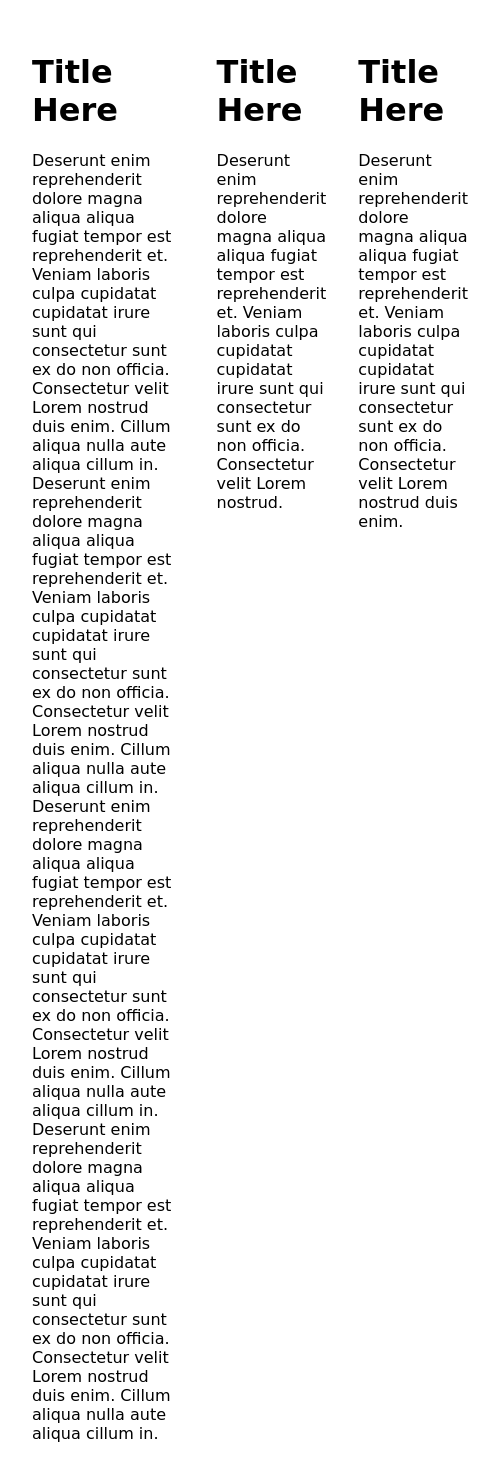 Title
Here
Deserunt enim
reprehenderit
dolore magna
aliqua aliqua
fugiat tempor est
reprehenderit et.
Veniam laboris
culpa cupidatat
cupidatat irure
sunt qui
consectetur sunt
ex do non officia.
Consectetur velit
Lorem nostrud
duis enim. Cillum
aliqua nulla aute
aliqua cillum in.
Deserunt enim
reprehenderit
dolore magna
aliqua aliqua
fugiat tempor est
reprehenderit et.
Veniam laboris
culpa cupidatat
cupidatat irure
sunt qui
consectetur sunt
ex do non officia.
Consectetur velit
Lorem nostrud
duis enim. Cillum
aliqua nulla aute
aliqua cillum in.
Deserunt enim
reprehenderit
dolore magna
aliqua aliqua
fugiat tempor est
reprehenderit et.
Veniam laboris
culpa cupidatat
cupidatat irure
sunt qui
consectetur sunt
ex do non officia.
Consectetur velit
Lorem nostrud
duis enim. Cillum
aliqua nulla aute
aliqua cillum in.
Deserunt enim
reprehenderit
dolore magna
aliqua aliqua
fugiat tempor est
reprehenderit et.
Veniam laboris
culpa cupidatat
cupidatat irure
sunt qui
consectetur sunt
ex do non officia.
Consectetur velit
Lorem nostrud
duis enim. Cillum
aliqua nulla aute
aliqua cillum in.
Title
Here
Deserunt
enim
reprehenderit
dolore
magna aliqua
aliqua fugiat
tempor est
reprehenderit
et. Veniam
laboris culpa
cupidatat
cupidatat
irure sunt qui
consectetur
sunt ex do
non officia.
Consectetur
velit Lorem
nostrud.
Title
Here
Deserunt
enim
reprehenderit
dolore
magna aliqua
aliqua fugiat
tempor est
reprehenderit
et. Veniam
laboris culpa
cupidatat
cupidatat
irure sunt qui
consectetur
sunt ex do
non officia.
Consectetur
velit Lorem
nostrud duis
enim.